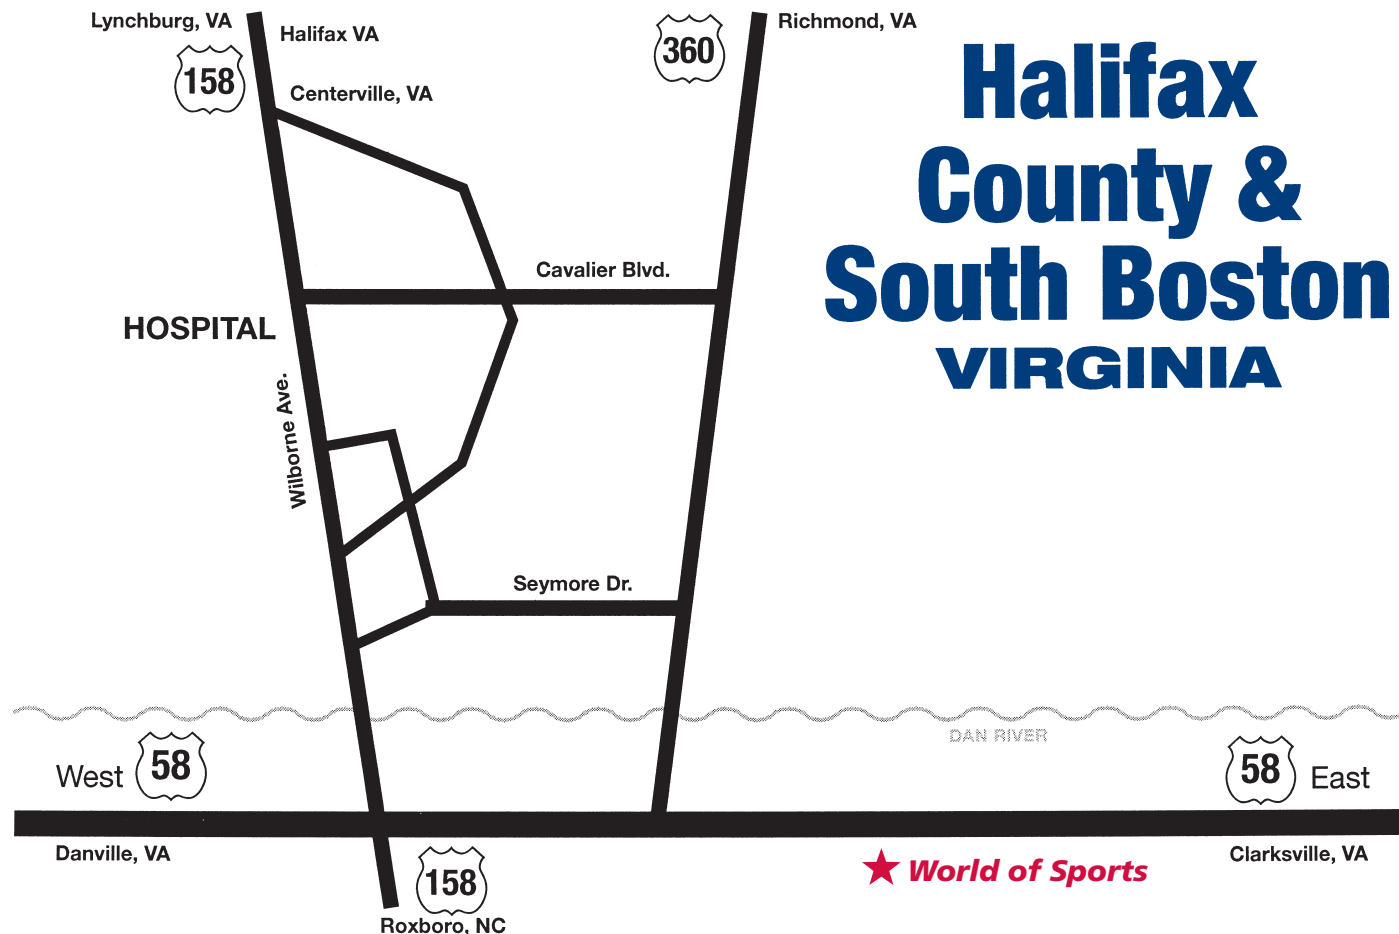 Lynchburg, VA
Halifax VA
158
Centerville, VA
360
Richmond, VA
Halifax
County &
South Boston
VIRGINIA
Cavalier Blvd.
HOSPITAL
Wilborne Ave.
Seymore Dr.
DAN RIVER
West 58
58 East
Danville, VA
World of Sports
Clarksville, VA
158
Roxboro, NC